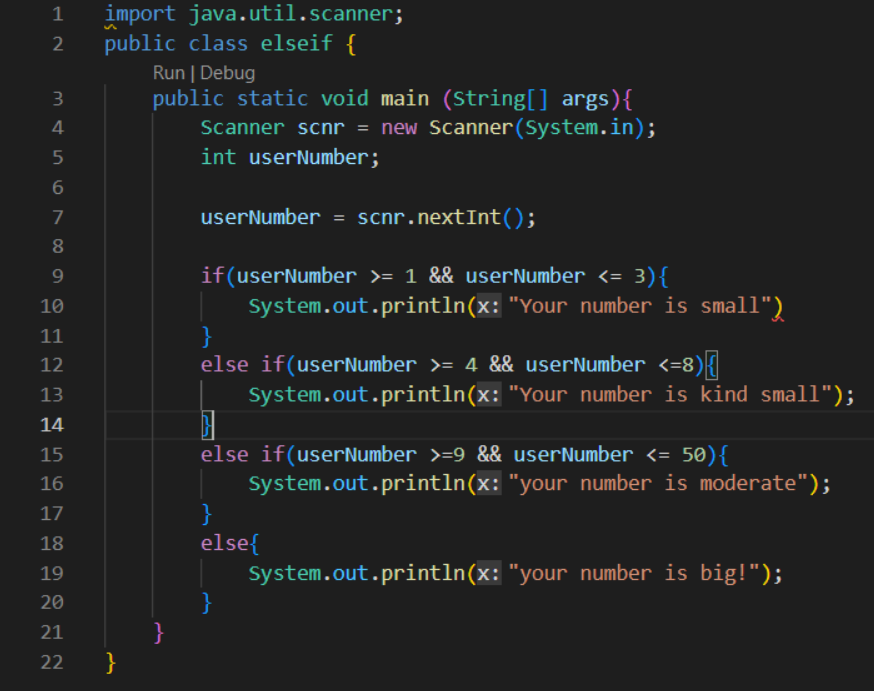 1 import java.util.scanner;
2 public class elseif {
Run | Debug
3 public static void main (String[] args){
4 Scanner scnr = new Scanner(System.in);
5 int userNumber;
6
7 userNumber = scnr.nextInt();
8
9 if(userNumber >= 1 && userNumber <= 3){
10 System.out.println(x: "Your number is small")
11 }
12 else if(userNumber >= 4 && userNumber <=8){
13 System.out.println(x: "Your number is kind small");
14 }
15 else if(userNumber >=9 && userNumber <= 50){
16 System.out.println(x: "your number is moderate");
17 }
18 else{
19 System.out.println(x: "your number is big!");
20 }
21 }
22 }